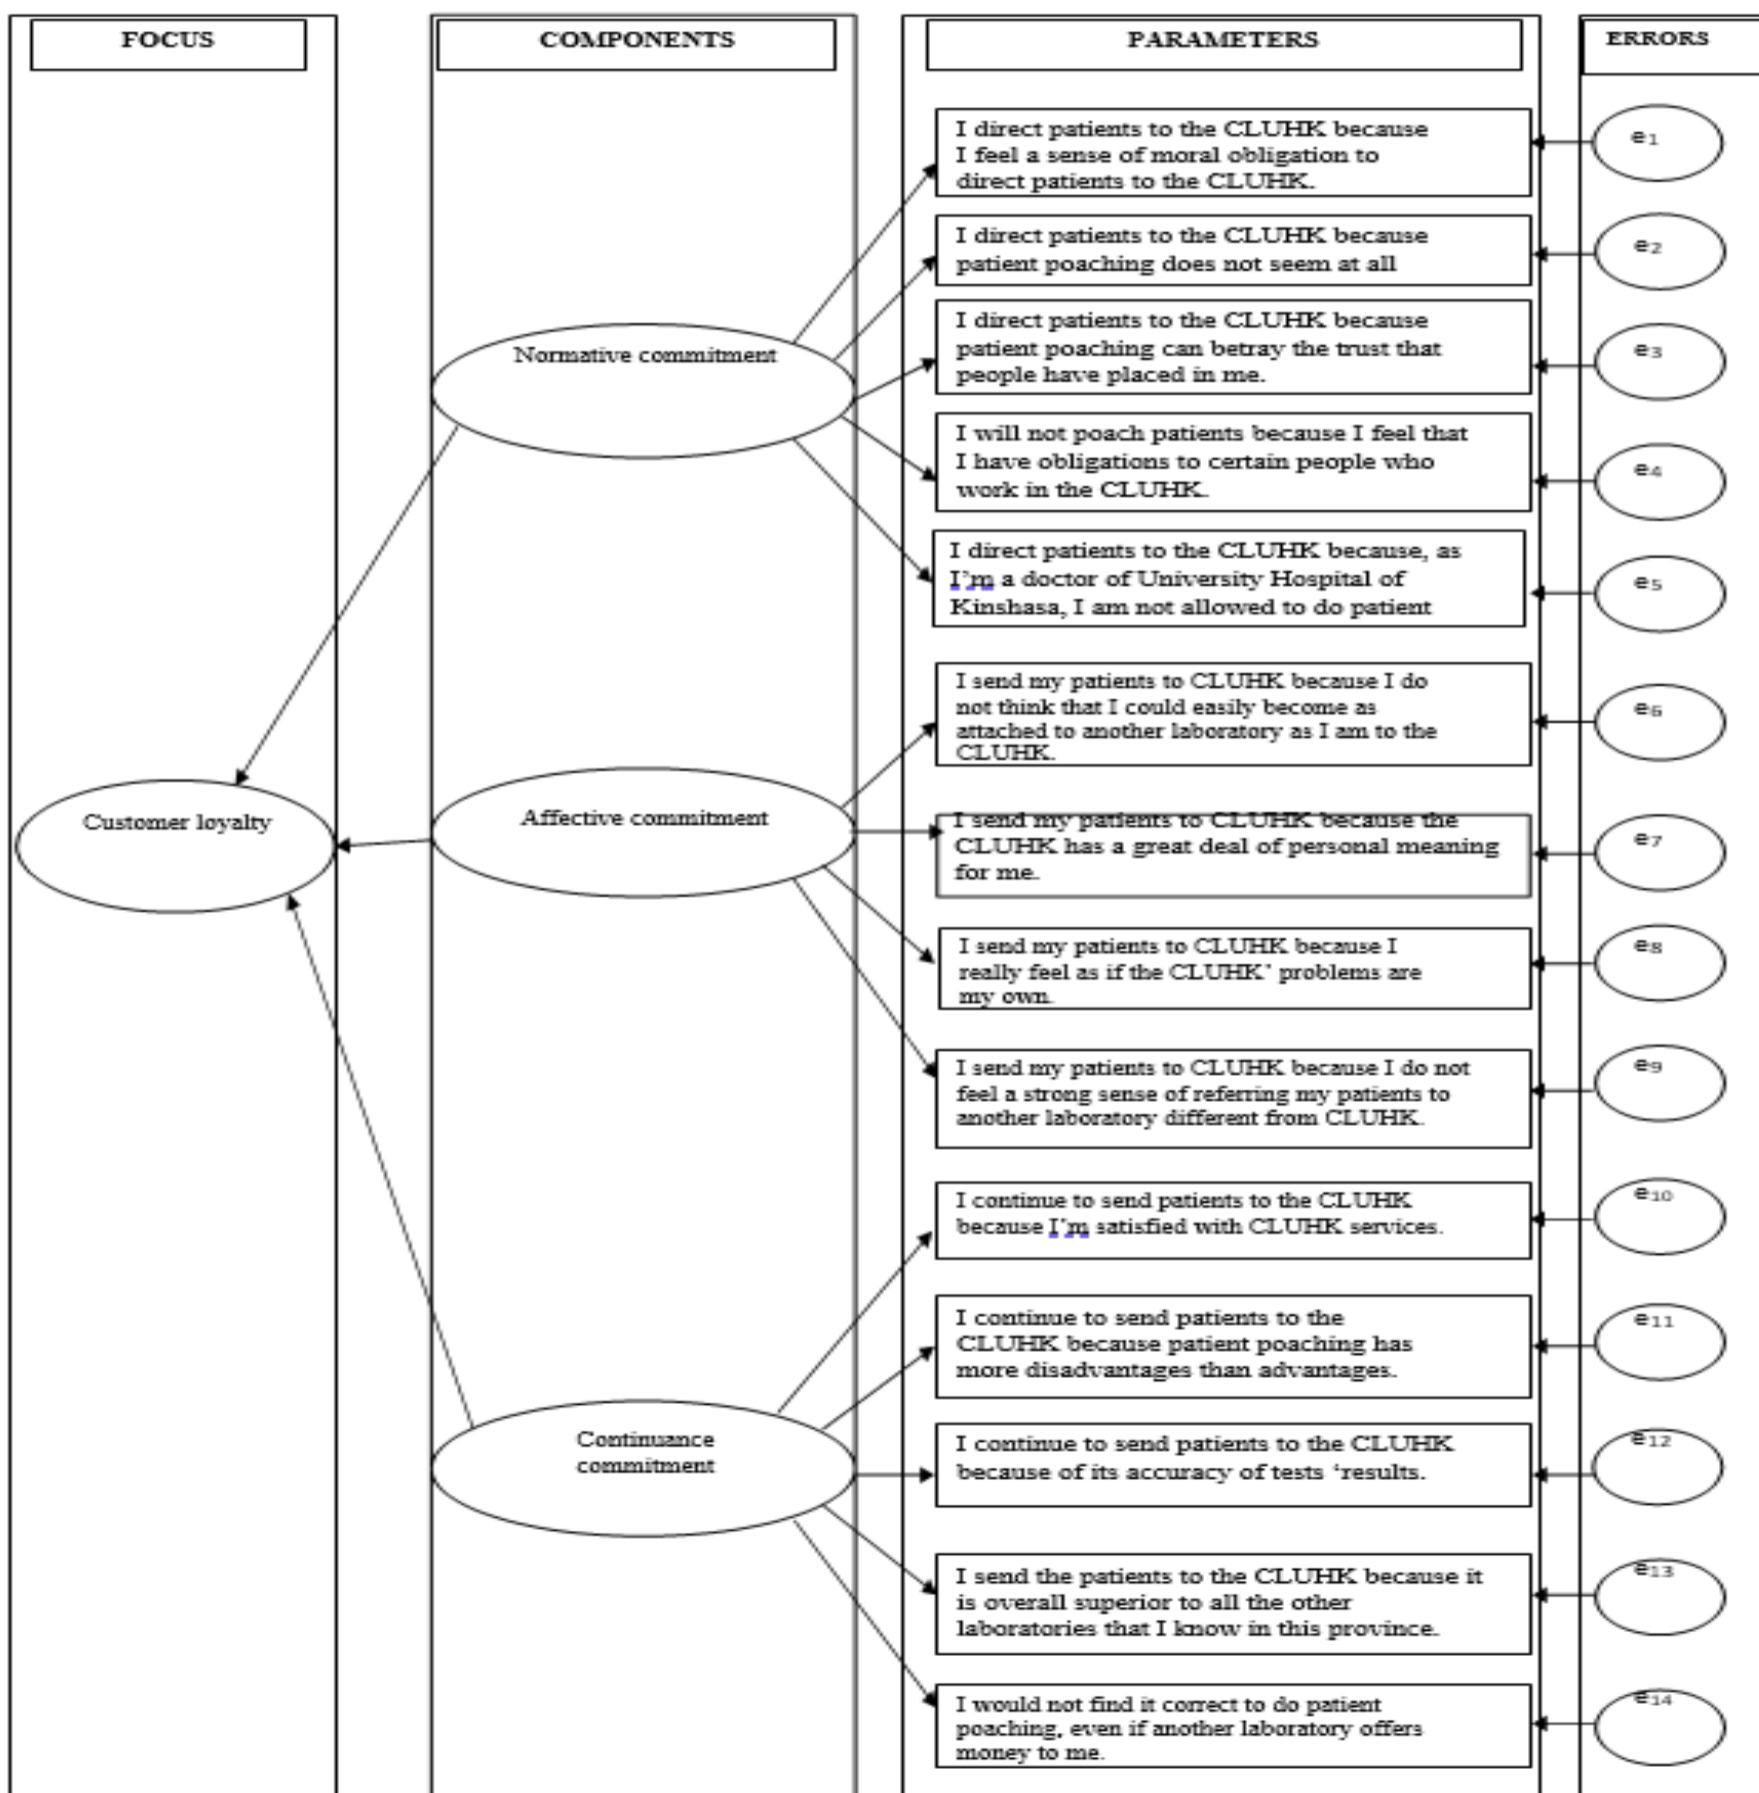 FOCUS
COMPONENTS
PARAMETERS
ERRORS
I direct patients to the CLUHK because
I feel a sense of moral obligation to
direct patients to the CLUHK.
e1
I direct patients to the CLUHK because
patient poaching does not seem at all
e2
I direct patients to the CLUHK because
patient poaching can betray the trust that
people have placed in me.
e3
Normative commitment
I will not poach patients because I feel that
I have obligations to certain people who
work in the CLUHK.
e4
I direct patients to the CLUHK because, as
I'm a doctor of University Hospital of
Kinshasa, I am not allowed to do patient
e5
I send my patients to CLUHK because I do
not think that I could easily become as
attached to another laboratory as I am to the
CLUHK.
e6
Customer loyalty
Affective commitment
I send my patients to CLUHK because the
CLUHK has a great deal of personal meaning
for me.
e7
I send my patients to CLUHK because I
really feel as if the CLUHK' problems are
my own.
e8
I send my patients to CLUHK because I do not
feel a strong sense of referring my patients to
another laboratory different from CLUHK.
e9
I continue to send patients to the CLUHK
because I'm satisfied with CLUHK services.
e10
I continue to send patients to the
CLUHK because patient poaching has
more disadvantages than advantages.
e11
Continuance
commitment
I continue to send patients to the CLUHK
because of its accuracy of tests 'results.
e12
I send the patients to the CLUHK because it
is overall superior to all the other
laboratories that I know in this province.
e13
I would not find it correct to do patient
poaching, even if another laboratory offers
money to me.
e14